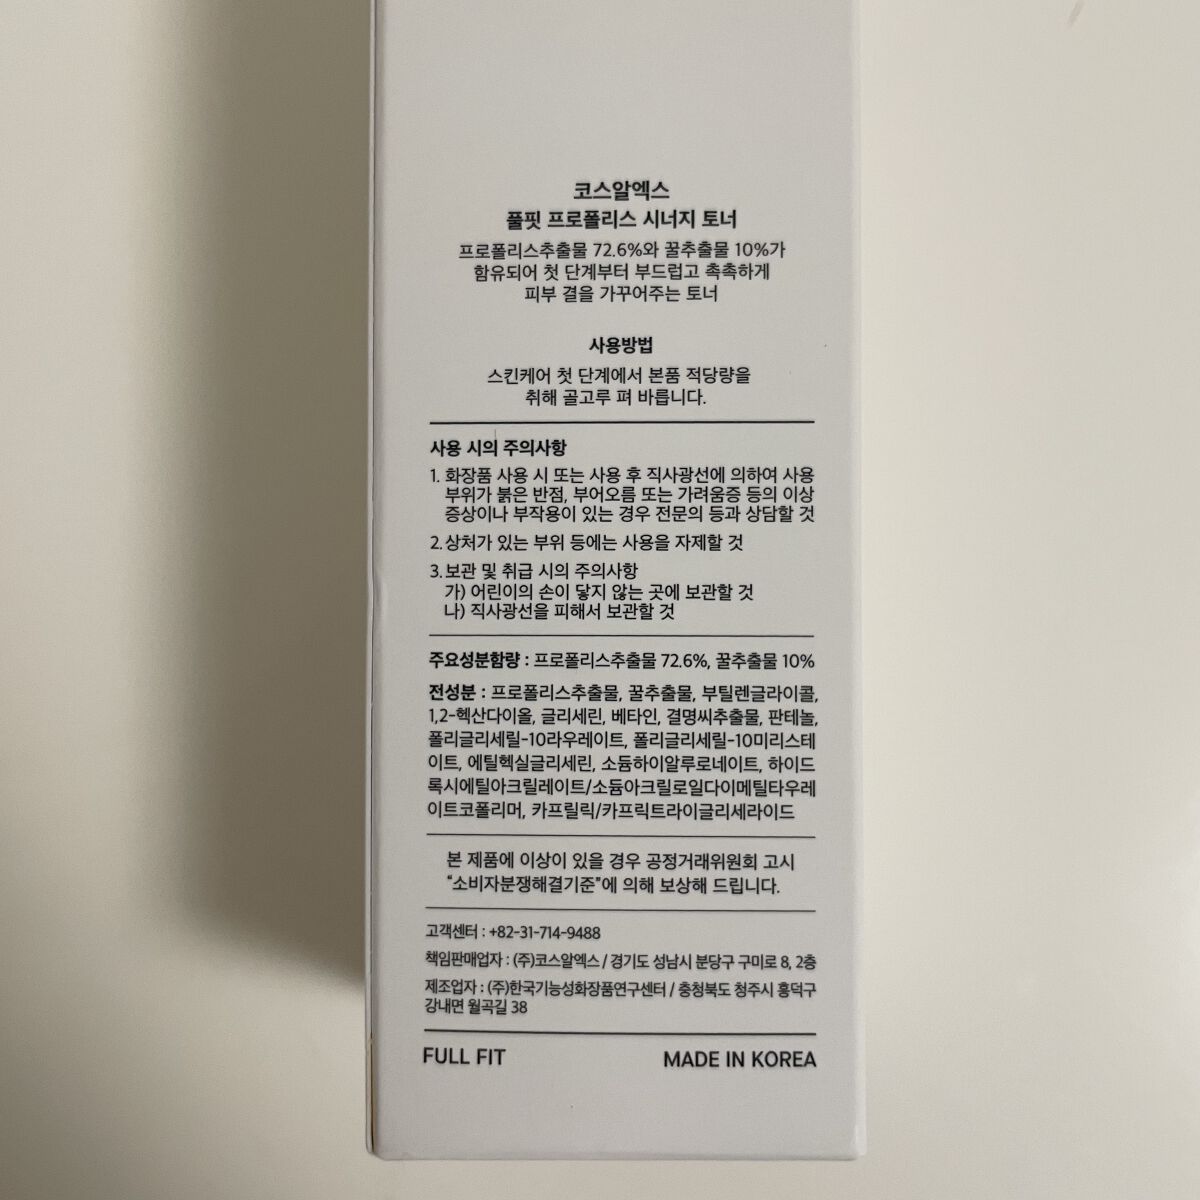 코스알엑스
풀핏 프로폴리스 시너지 토너
프로폴리스추출물 72.6%와 꿀추출물 10%가
함유되어 첫 단계부터 부드럽고 촉촉하게
피부 결을 가꾸어주는 토너
사용방법
스킨케어 첫 단계에서 본품 적당량을
취해 골고루 펴 바릅니다.
사용 시의 주의사항
1. 화장품 사용 시 또는 사용 후 직사광선에 의하여 사용
부위가 붉은 반점, 부어오름 또는 가려움증 등의 이상
증상이나 부작용이 있는 경우 전문의 등과 상담할 것
2. 상처가 있는 부위 등에는 사용을 자제할 것
3. 보관 및 취급 시의 주의사항
가) 어린이의 손이 닿지 않는 곳에 보관할 것
나) 직사광선을 피해서 보관할 것
주요성분함량 : 프로폴리스추출물 72.6%, 꿀추출물 10%
전성분 : 프로폴리스추출물, 꿀추출물, 부틸렌글라이콜,
1,2-헥산다이올, 글리세린, 베타인, 결명씨추출물, 판테놀,
폴리글리세릴-10라우레이트, 폴리글리세릴-10미리스테
이트, 에틸헥실글리세린, 소듐하이알루로네이트, 하이드
록시에틸아크릴레이트/소듐아크릴로일다이메틸타우레
이트코폴리머, 카프릴릭/카프릭트라이글리세라이드
본 제품에 이상이 있을 경우 공정거래위원회 고시
“소비자분쟁해결기준”에 의해 보상해 드립니다.
고객센터 : +82-31-714-9488
책임판매업자 : (주)코스알엑스 / 경기도 성남시 분당구 구미로 8, 2층
제조업자 : (주)한국기능성화장품연구센터 / 충청북도 청주시 흥덕구
강내면 월곡길 38
FULL FIT MADE IN KOREA